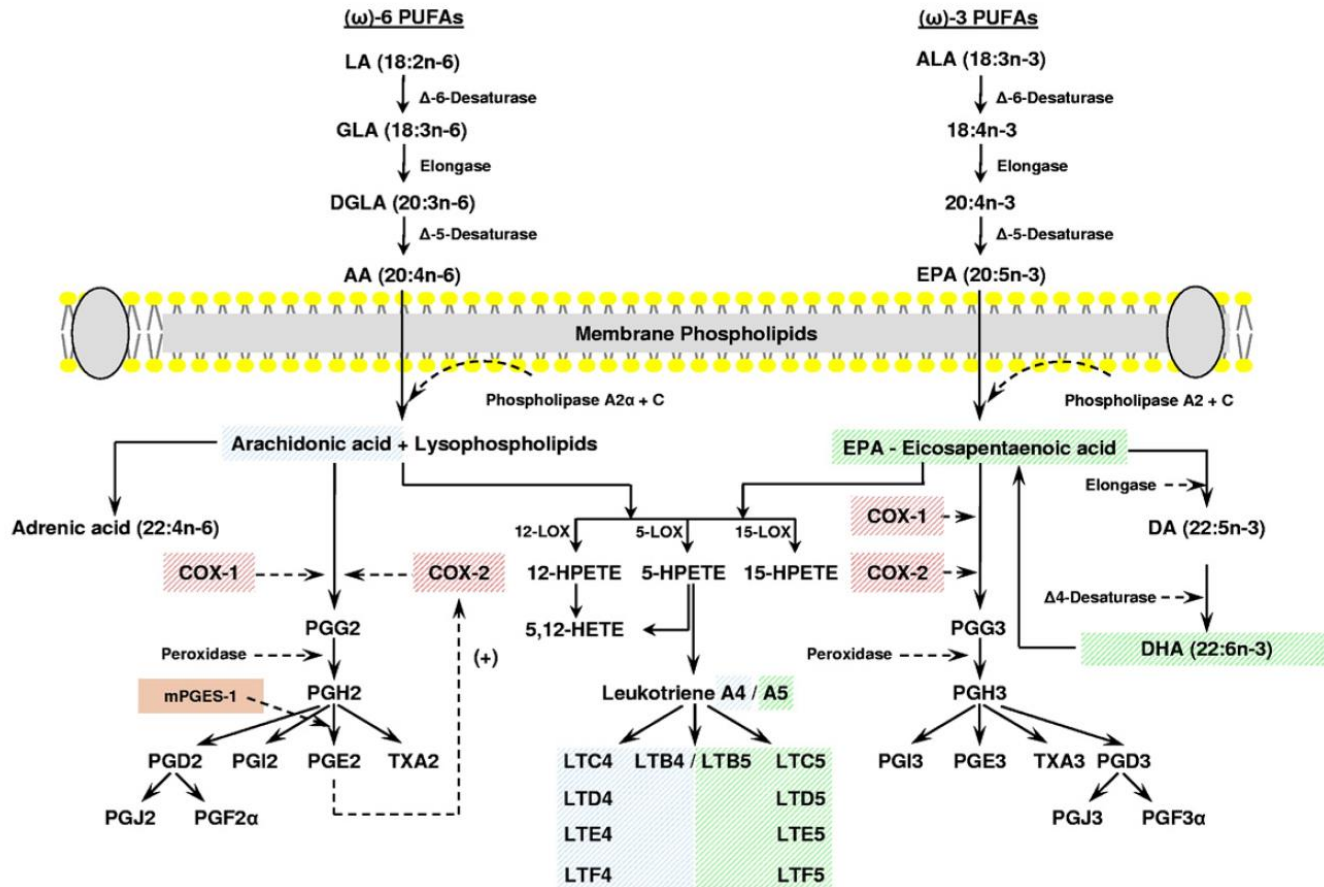 (ω)-6 PUFAs
LA (18:2n-6)
Δ-6-Desaturase
GLA (18:3n-6)
Elongase
DGLA (20:3n-6)
Δ-5-Desaturase
AA (20:4n-6)
(ω)-3 PUFAs
ALA (18:3n-3)
Δ-6-Desaturase
18:4n-3
Elongase
20:4n-3
Δ-5-Desaturase
EPA (20:5n-3)
Membrane Phospholipids
Phospholipase A2α + C
Phospholipase A2 + C
Arachidonic acid + Lysophospholipids
EPA - Eicosapentaenoic acid
Adrenic acid (22:4n-6)
COX-1
COX-2
PGG2
Peroxidase
(+)
mPGES-1
PGH2
PGD2
PGI2
PGE2
TXA2
PGJ2
PGF2α
12-LOX
5-LOX
15-LOX
12-HPETE
5-HPETE
15-HPETE
5,12-HETE
Leukotriene A4 / A5
LTC4
LTB4 / LTB5
LTC5
LTD4
LTD5
LTE4
LTE5
LTF4
LTF5
COX-1
COX-2
PGG3
Peroxidase
PGH3
PGI3
PGE3
TXA3
PGD3
PGJ3
PGF3α
Elongase
DA (22:5n-3)
Δ4-Desaturase
DHA (22:6n-3)